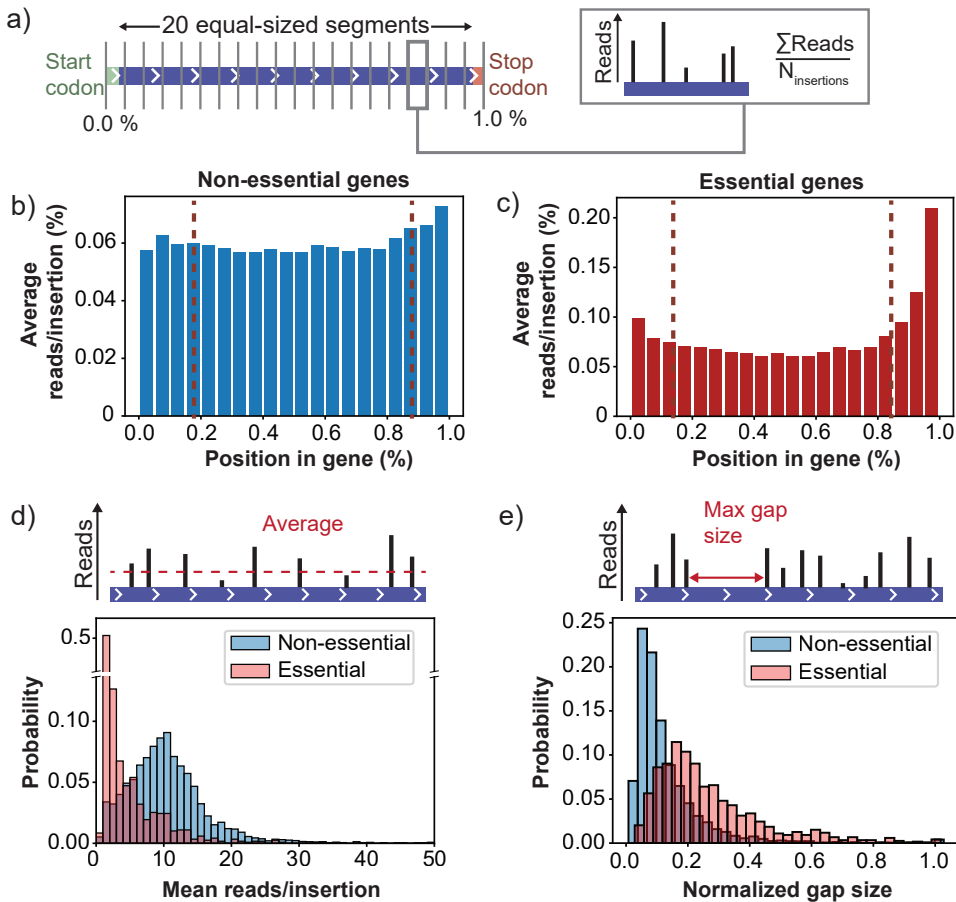 a)
20 equal-sized segments
Start
codon
Stop
codon
0.0 %
1.0 %
Reads
∑Reads
N insertions
Non-essential genes
b)
Average
reads/insertion (%)
0.06
0.04
0.02
0
0.0 0.2 0.4 0.6 0.8 1.0
Position in gene (%)
Essential genes
c)
Average
reads/insertion (%)
0.20
0.15
0.10
0.05
0
0.0 0.2 0.4 0.6 0.8 1.0
Position in gene (%)
d)
Reads
Average
Probability
0.5
0.10
0.05
0.00
Non-essential
Essential
0 10 20 30 40 50
Mean reads/insertion
e)
Reads
Max gap
size
Probability
0.25
0.20
0.15
0.10
0.05
0.00
Non-essential
Essential
0.0 0.2 0.4 0.6 0.8 1.0
Normalized gap size